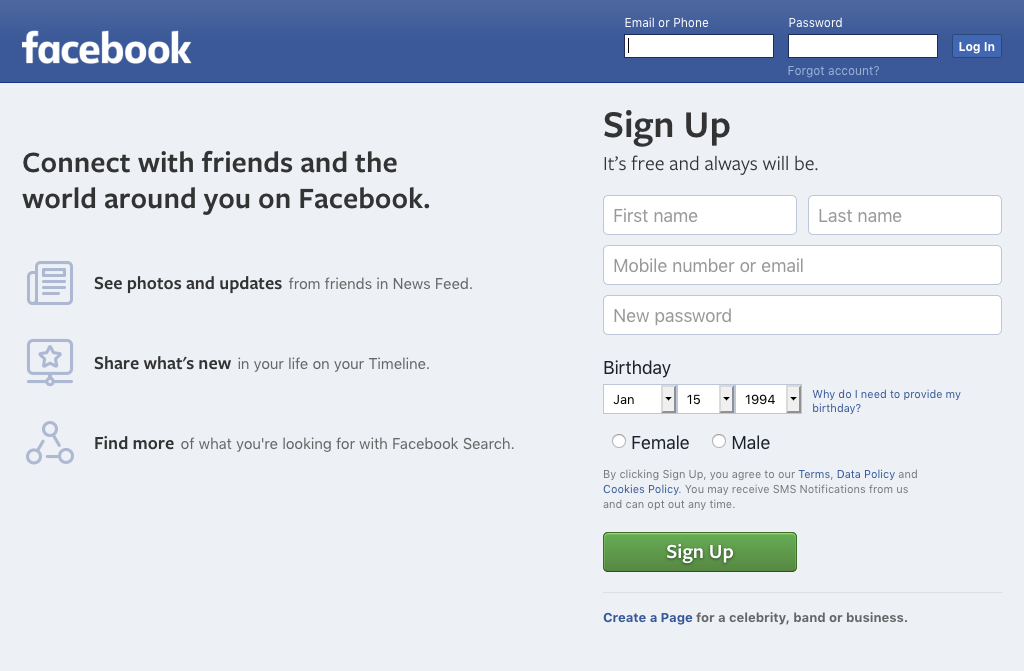 facebook
Email or Phone
Password
Log In
Forgot account?
Connect with friends and the
world around you on Facebook.
See photos and updates from friends in News Feed.
Share what's new in your life on your Timeline.
Find more of what you're looking for with Facebook Search.
Sign Up
It's free and always will be.
First name
Last name
Mobile number or email
New password
Birthday
Jan 15 1994
Why do I need to provide my
birthday?
Female Male
By clicking Sign Up, you agree to our Terms, Data Policy and
Cookies Policy. You may receive SMS Notifications from us
and can opt out any time.
Sign Up
Create a Page for a celebrity, band or business.